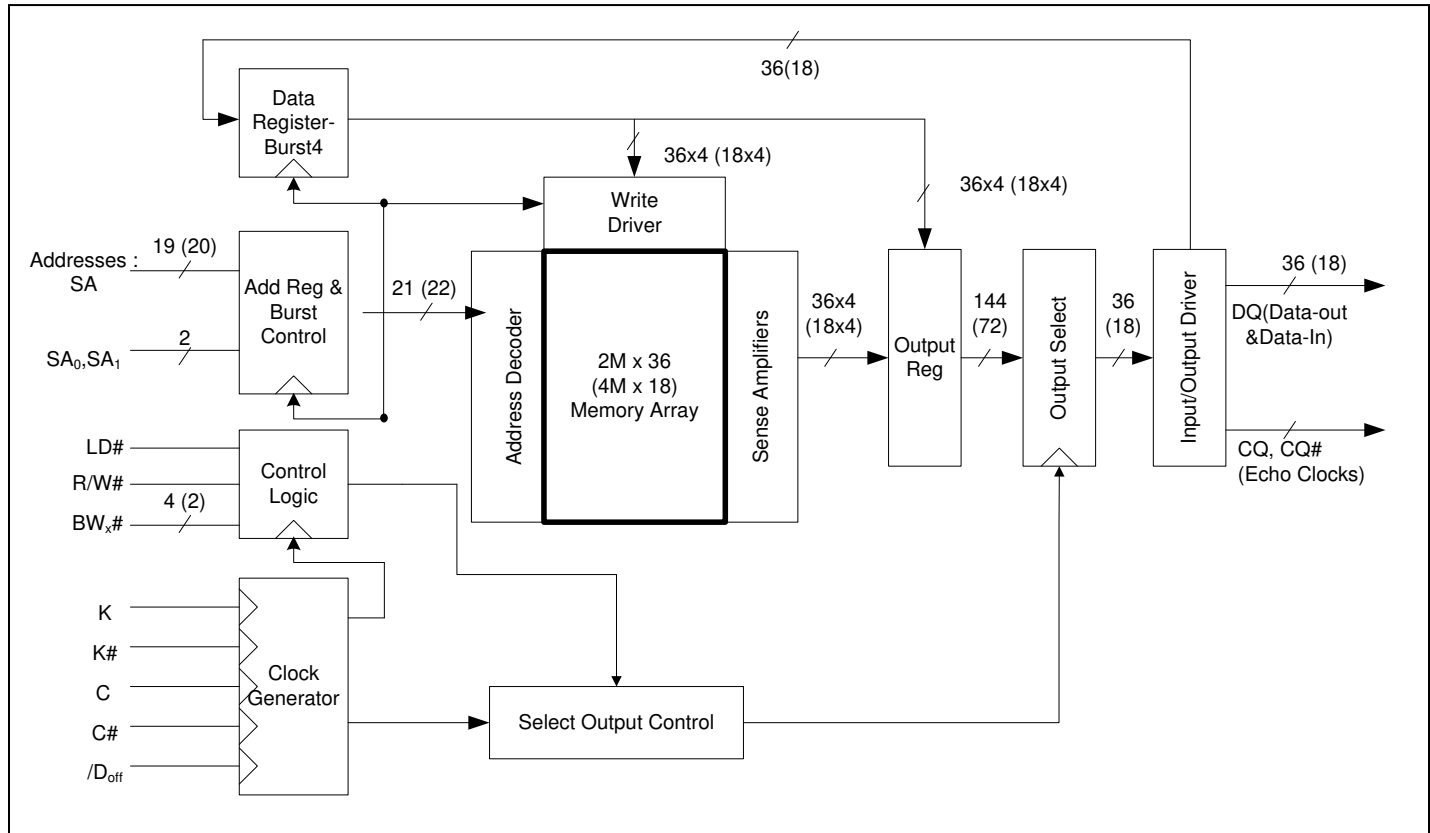 36(18)
Data
Register-
Burst4
36x4 (18x4)
36x4 (18x4)
Write
Driver
Addresses :
SA
19 (20)
SA₀,SA₁
2
Add Reg &
Burst
Control
21 (22)
Address Decoder
2M x 36
(4M x 18)
Memory Array
Sense Amplifiers
36x4
(18x4)
Output
Reg
144
(72)
Output Select
36
(18)
Input/Output Driver
36 (18)
DQ(Data-out
&Data-In)
CQ, CQ#
(Echo Clocks)
LD#
R/W#
BWₓ#
4 (2)
Control
Logic
K
K#
C
C#
/Doff
Clock
Generator
Select Output Control